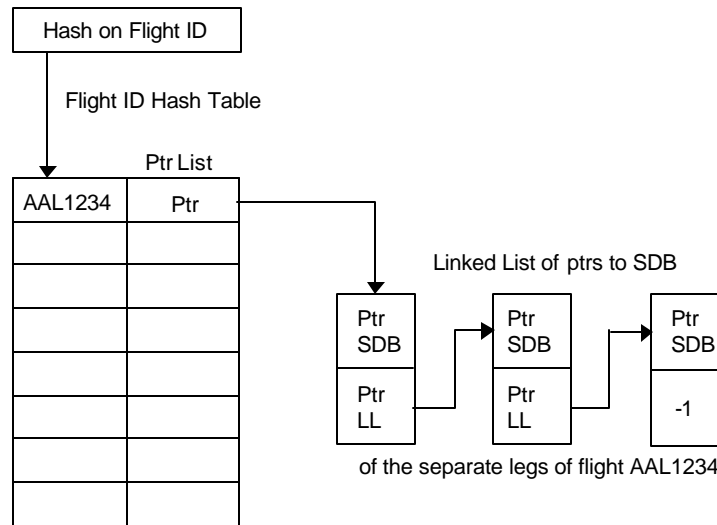 Hash on Flight ID
Flight ID Hash Table
Ptr List
AAL1234 Ptr
Linked List of ptrs to SDB
Ptr SDB
Ptr LL
Ptr SDB
Ptr LL
Ptr SDB
-1
of the separate legs of flight AAL1234